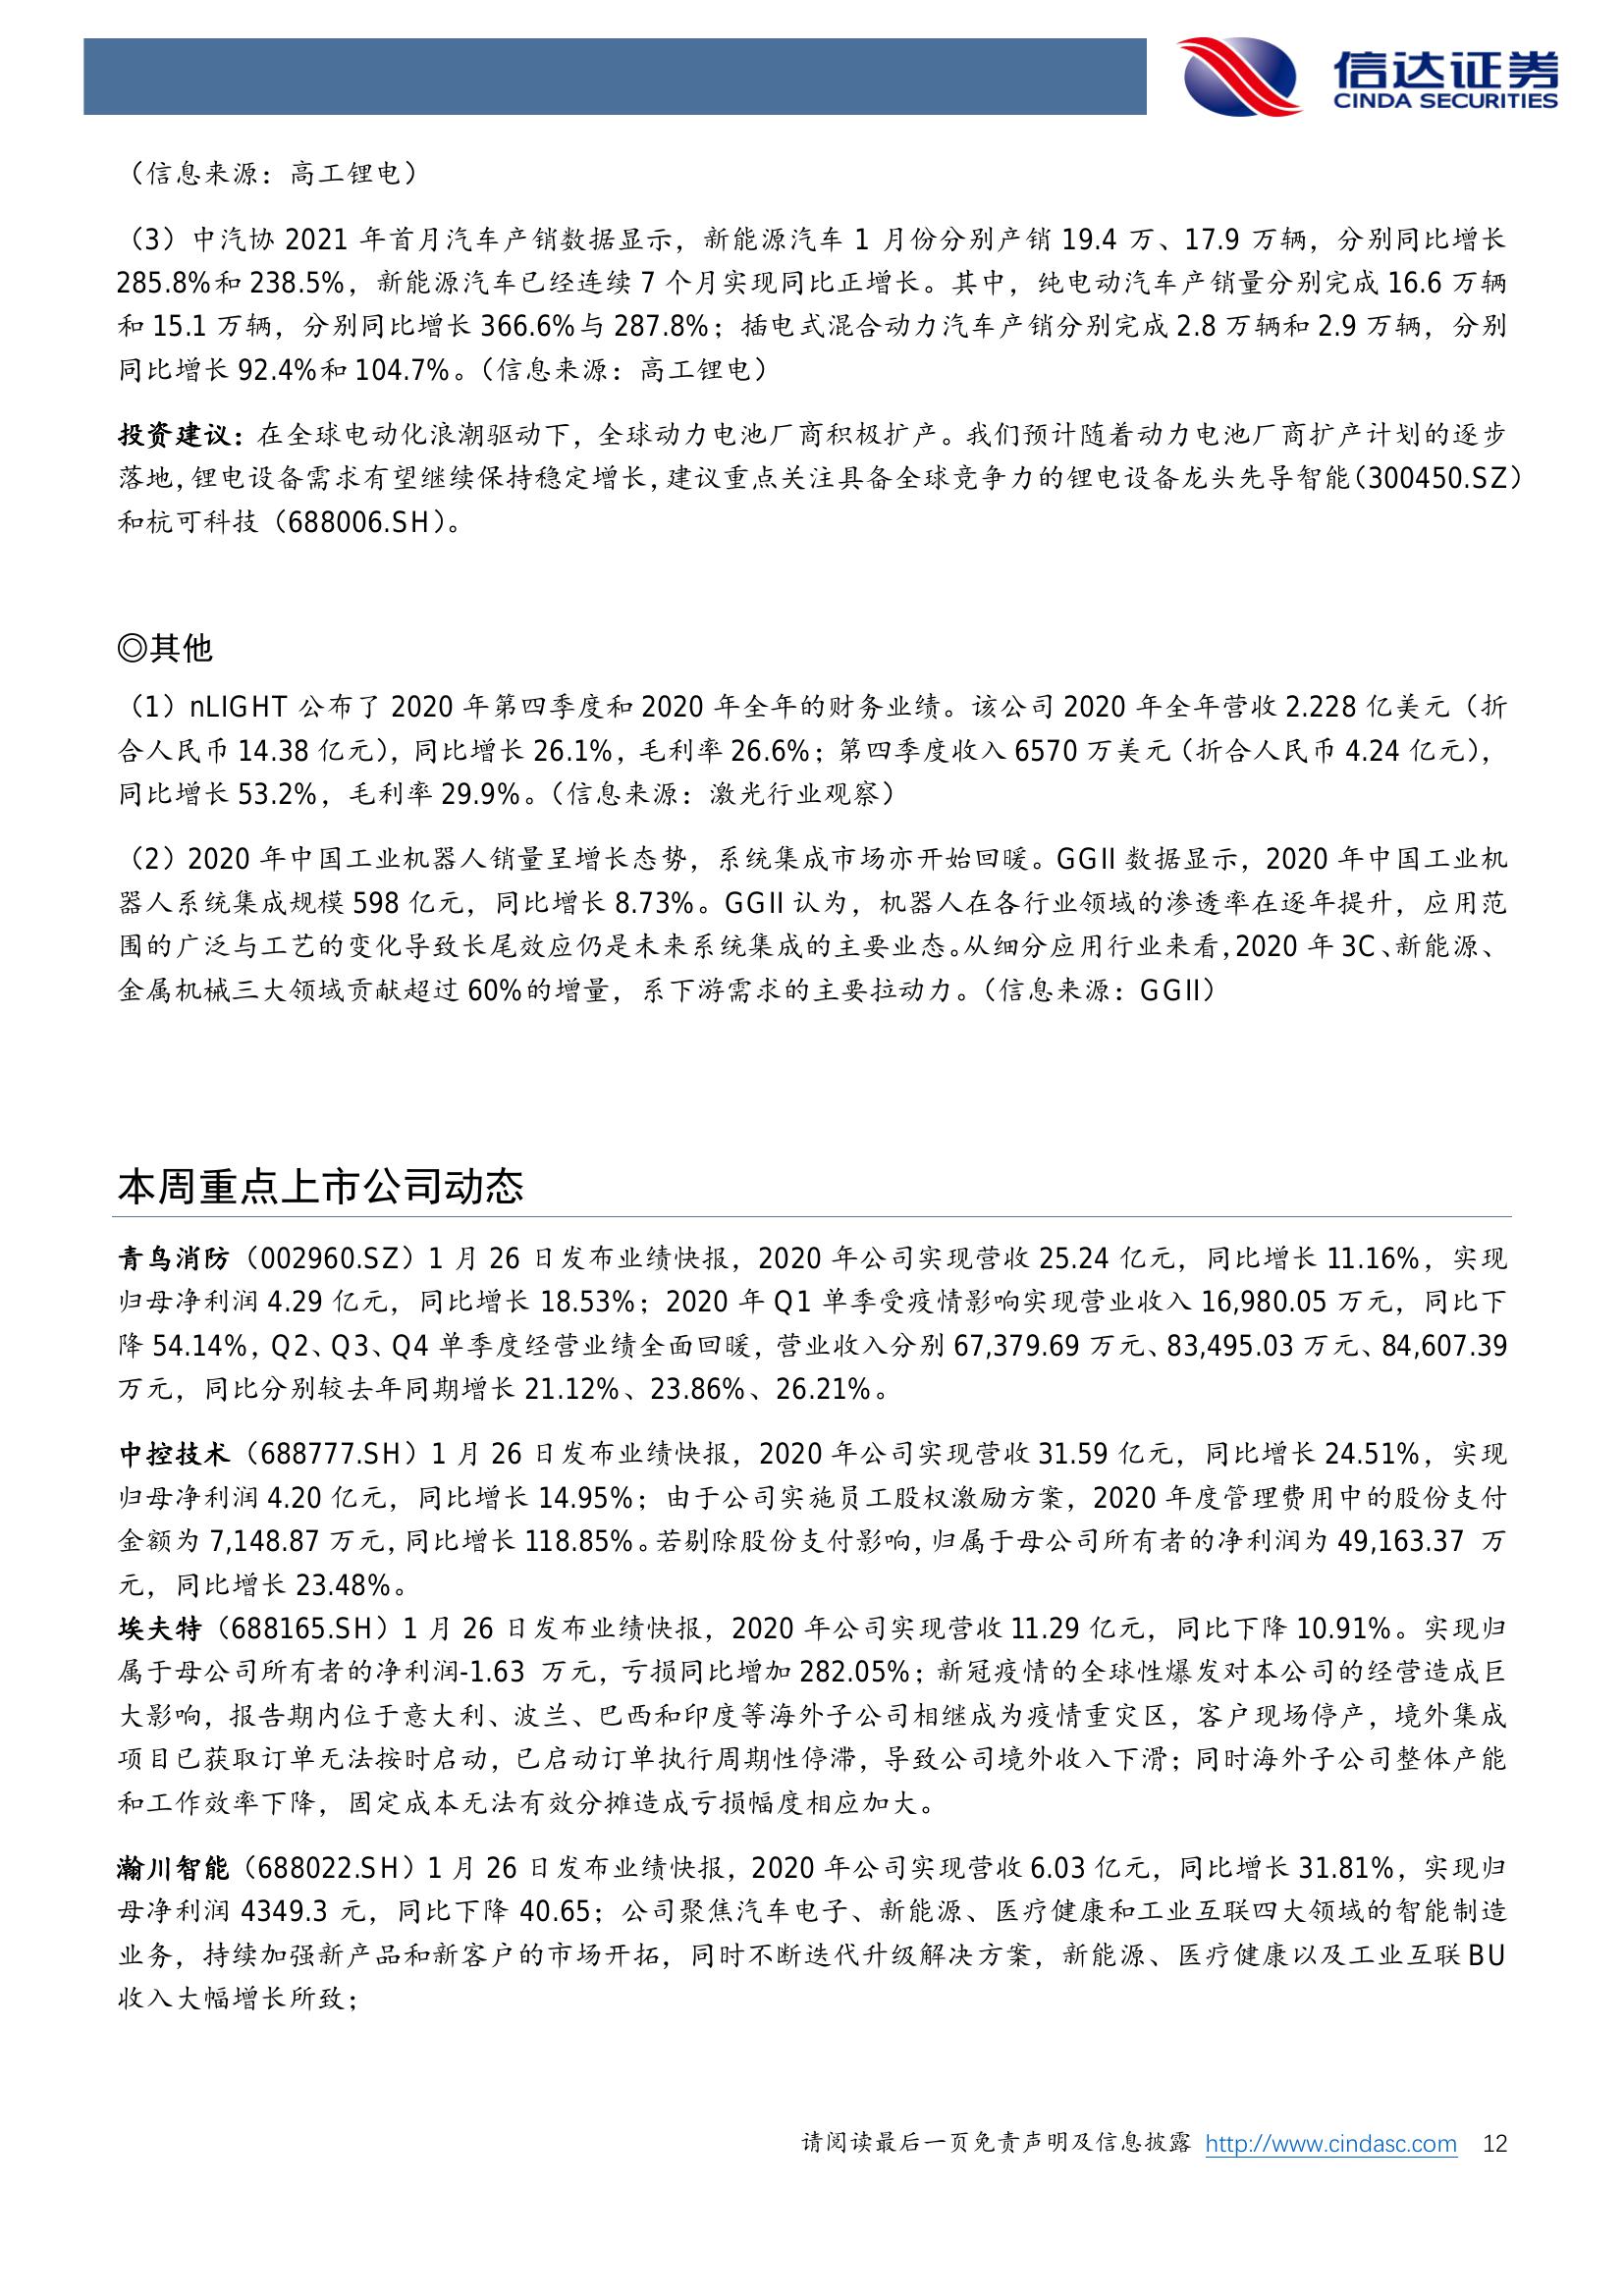 信达证券
CINDA SECURITIES
（信息来源：高工锂电）
（3）中汽协 2021 年首月汽车产销数据显示，新能源汽车 1 月份分别产销 19.4 万、17.9 万辆，分别同比增长
285.8%和 238.5%，新能源汽车已经连续 7 个月实现同比正增长。其中，纯电动汽车产销量分别完成 16.6 万辆
和 15.1 万辆，分别同比增长 366.6%与 287.8%；插电式混合动力汽车产销分别完成 2.8 万辆和 2.9 万辆，分别
同比增长 92.4%和 104.7%。（信息来源：高工锂电）
投资建议：在全球电动化浪潮驱动下，全球动力电池厂商积极扩产。我们预计随着动力电池厂商扩产计划的逐步
落地，锂电设备需求有望继续保持稳定增长，建议重点关注具备全球竞争力的锂电设备龙头先导智能（300450.SZ）
和杭可科技（688006.SH）。
◎其他
（1）nLIGHT 公布了 2020 年第四季度和 2020 年全年的财务业绩。该公司 2020 年全年营收 2.228 亿美元（折
合人民币 14.38 亿元），同比增长 26.1%，毛利率 26.6%；第四季度收入 6570 万美元（折合人民币 4.24 亿元），
同比增长 53.2%，毛利率 29.9%。（信息来源：激光行业观察）
（2）2020 年中国工业机器人销量呈增长态势，系统集成市场亦开始回暖。GGII 数据显示，2020 年中国工业机
器人系统集成规模 598 亿元，同比增长 8.73%。GGII 认为，机器人在各行业领域的渗透率在逐年提升，应用范
围的广泛与工艺的变化导致长尾效应仍是未来系统集成的主要业态。从细分应用行业来看，2020 年 3C、新能源、
金属机械三大领域贡献超过 60%的增量，系下游需求的主要拉动力。（信息来源：GGII）
本周重点上市公司动态
青鸟消防（002960.SZ）1 月 26 日发布业绩快报，2020 年公司实现营收 25.24 亿元，同比增长 11.16%，实现
归母净利润 4.29 亿元，同比增长 18.53%；2020 年 Q1 单季受疫情影响实现营业收入 16,980.05 万元，同比下
降 54.14%，Q2、Q3、Q4 单季度经营业绩全面回暖，营业收入分别 67,379.69 万元、83,495.03 万元、84,607.39
万元，同比分别较去年同期增长 21.12%、23.86%、26.21%。
中控技术（688777.SH）1 月 26 日发布业绩快报，2020 年公司实现营收 31.59 亿元，同比增长 24.51%，实现
归母净利润 4.20 亿元，同比增长 14.95%；由于公司实施员工股权激励方案，2020 年度管理费用中的股份支付
金额为 7,148.87 万元，同比增长 118.85%。若剔除股份支付影响，归属于母公司所有者的净利润为 49,163.37 万
元，同比增长 23.48%。
埃夫特（688165.SH）1 月 26 日发布业绩快报，2020 年公司实现营收 11.29 亿元，同比下降 10.91%。实现归
属于母公司所有者的净利润-1.63 万元，亏损同比增加 282.05%；新冠疫情的全球性爆发对本公司的经营造成巨
大影响，报告期内位于意大利、波兰、巴西和印度等海外子公司相继成为疫情重灾区，客户现场停产，境外集成
项目已获取订单无法按时启动，已启动订单执行周期性停滞，导致公司境外收入下滑；同时海外子公司整体产能
和工作效率下降，固定成本无法有效分摊造成亏损幅度相应加大。
瀚川智能（688022.SH）1 月 26 日发布业绩快报，2020 年公司实现营收 6.03 亿元，同比增长 31.81%，实现归
母净利润 4349.3 元，同比下降 40.65；公司聚焦汽车电子、新能源、医疗健康和工业互联四大领域的智能制造
业务，持续加强新产品和新客户的市场开拓，同时不断迭代升级解决方案，新能源、医疗健康以及工业互联 BU
收入大幅增长所致；
请阅读最后一页免责声明及信息披露 http://www.cindasc.com 12